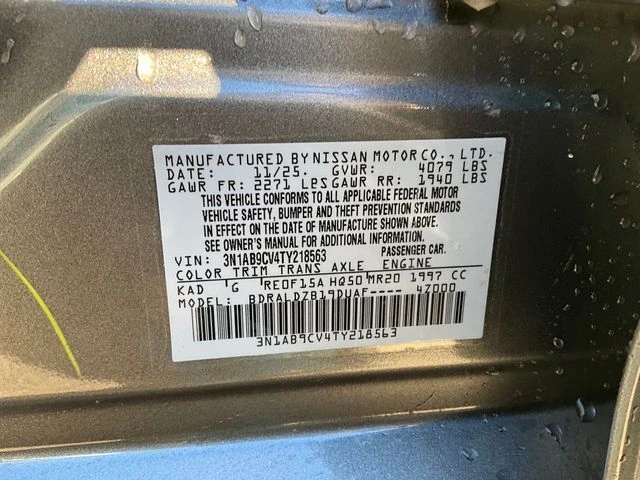 MANUFACTURED BY NISSAN MOTOR CO., LTD.
DATE: 11/25. GVWR: 4079 LBS
GAWR FR: 2271 LBS GAWR RR: 1940 LBS
THIS VEHICLE CONFORMS TO ALL APPLICABLE FEDERAL MOTOR
VEHICLE SAFETY, BUMPER AND THEFT PREVENTION STANDARDS
IN EFFECT ON THE DATE OF MANUFACTURE SHOWN ABOVE.
SEE OWNER'S MANUAL FOR ADDITIONAL INFORMATION.
VIN: 3N1AB9CV4TY218563 PASSENGER CAR.
COLOR TRIM TRANS AXLE ENGINE
KAD G RE0F15A HQ50 MR20 1997 CC
MODEL: BDRALDZB19DUAF---- 4Z000
3N1AB9CV4TY218563